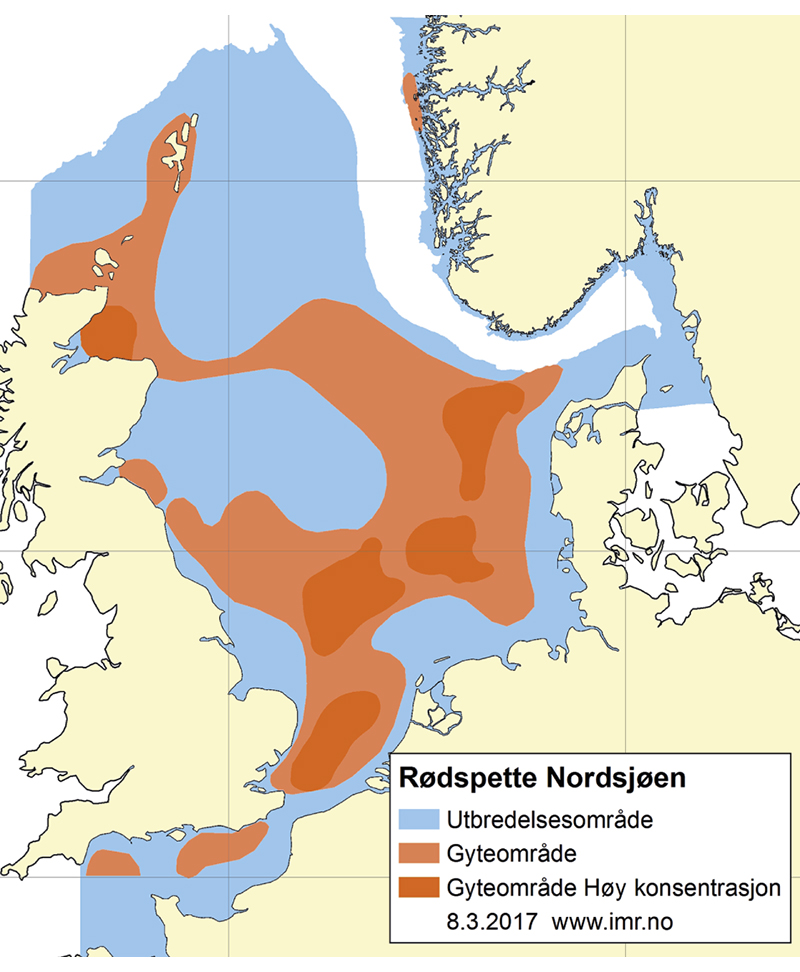 Rødspette Nordsjøen
Utbredelsesområde
Gyteområde
Gyteområde Høy konsentrasjon
8.3.2017 www.imr.no